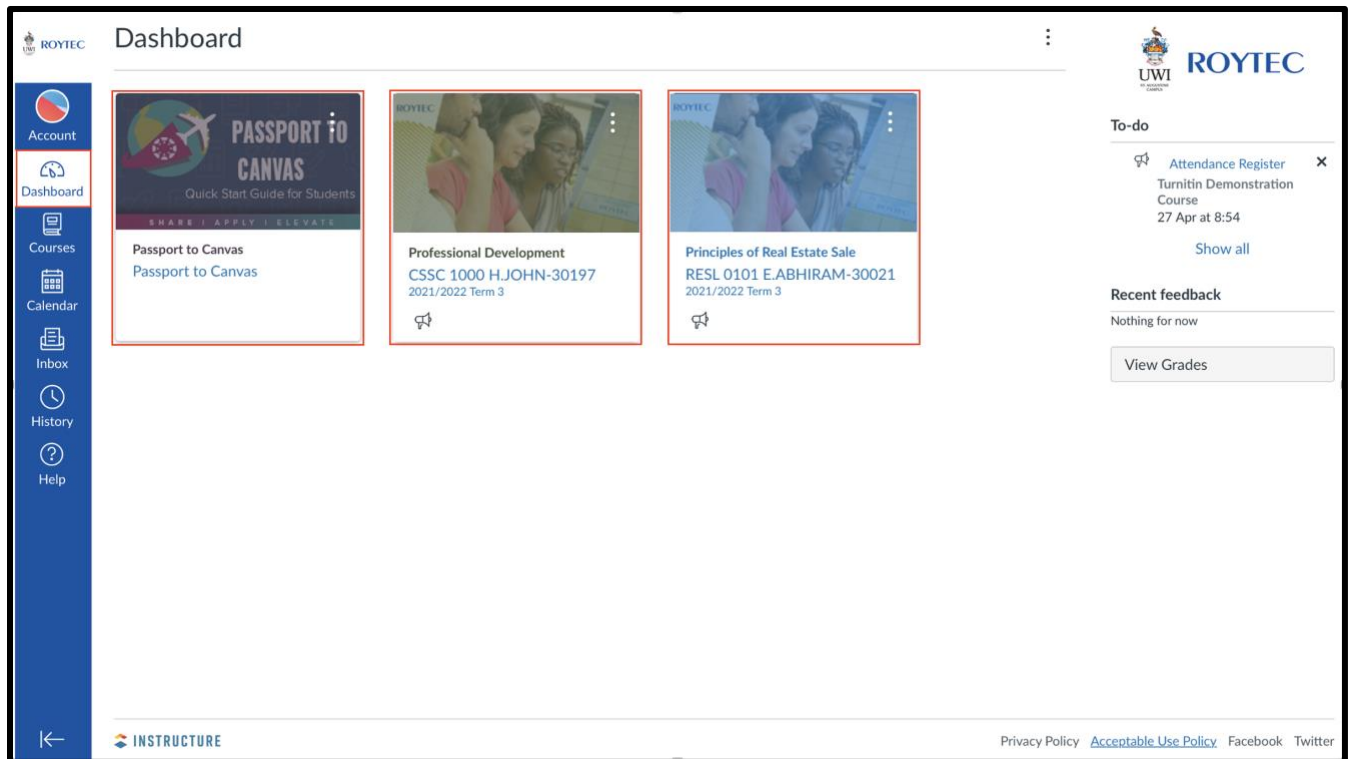 UWI ROYTEC
Dashboard
UWI
ST AUGUSTINE
CAMPUS
ROYTEC
Account
Dashboard
Courses
Calendar
Inbox
History
Help
PASSPORT TO
CANVAS
Quick Start Guide for Students
SHARE | APPLY | ELEVATE
Passport to Canvas
Passport to Canvas
ROYTEC
Professional Development
CSSC 1000 H.JOHN-30197
2021/2022 Term 3
ROYTEC
Principles of Real Estate Sale
RESL 0101 E.ABHIRAM-30021
2021/2022 Term 3
To-do
Attendance Register
Turnitin Demonstration
Course
27 Apr at 8:54
Show all
Recent feedback
Nothing for now
View Grades
INSTRUCTURE
Privacy Policy Acceptable Use Policy Facebook Twitter